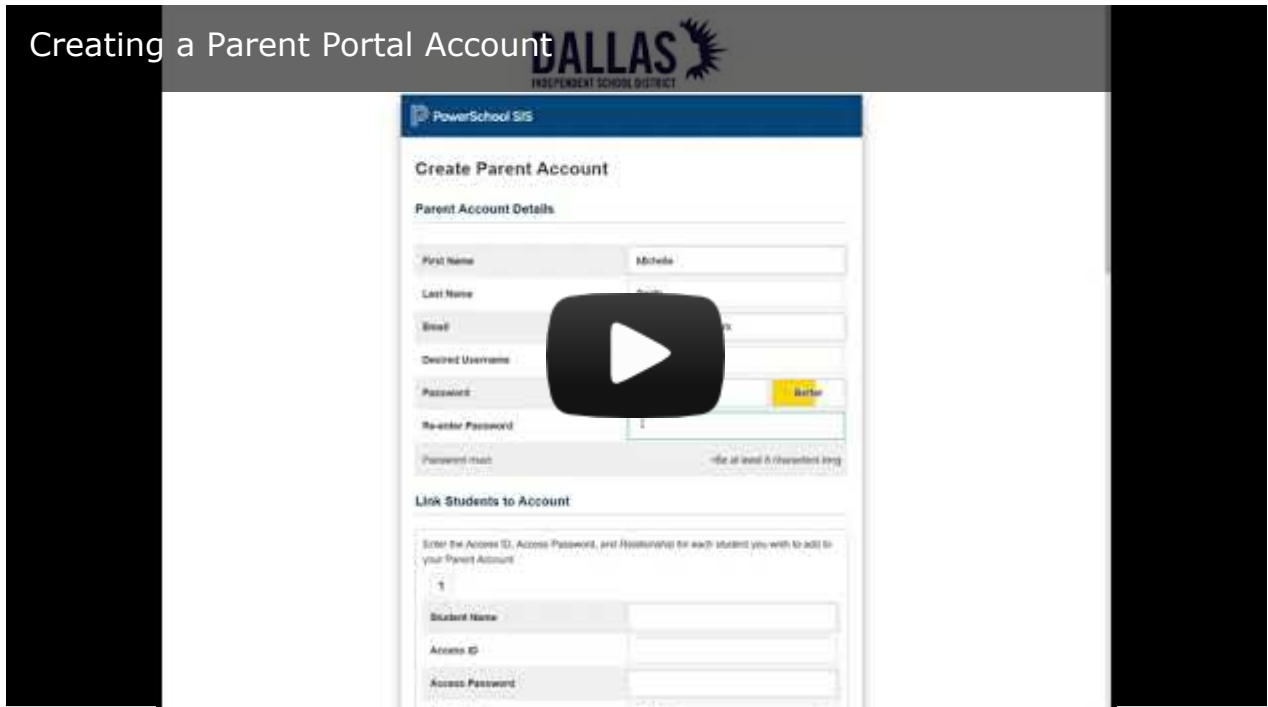 Creating a Parent Portal Account
DALLAS
INDEPENDENT SCHOOL DISTRICT
PowerSchool SIS
Create Parent Account
Parent Account Details
First Name Michelle
Last Name
Email
Desired Username
Password Better
Re-enter Password
Password must •Be at least 8 characters long
Link Students to Account
Enter the Access ID, Access Password, and Relationship for each student you wish to add to
your Parent Account
1
Student Name
Access ID
Access Password